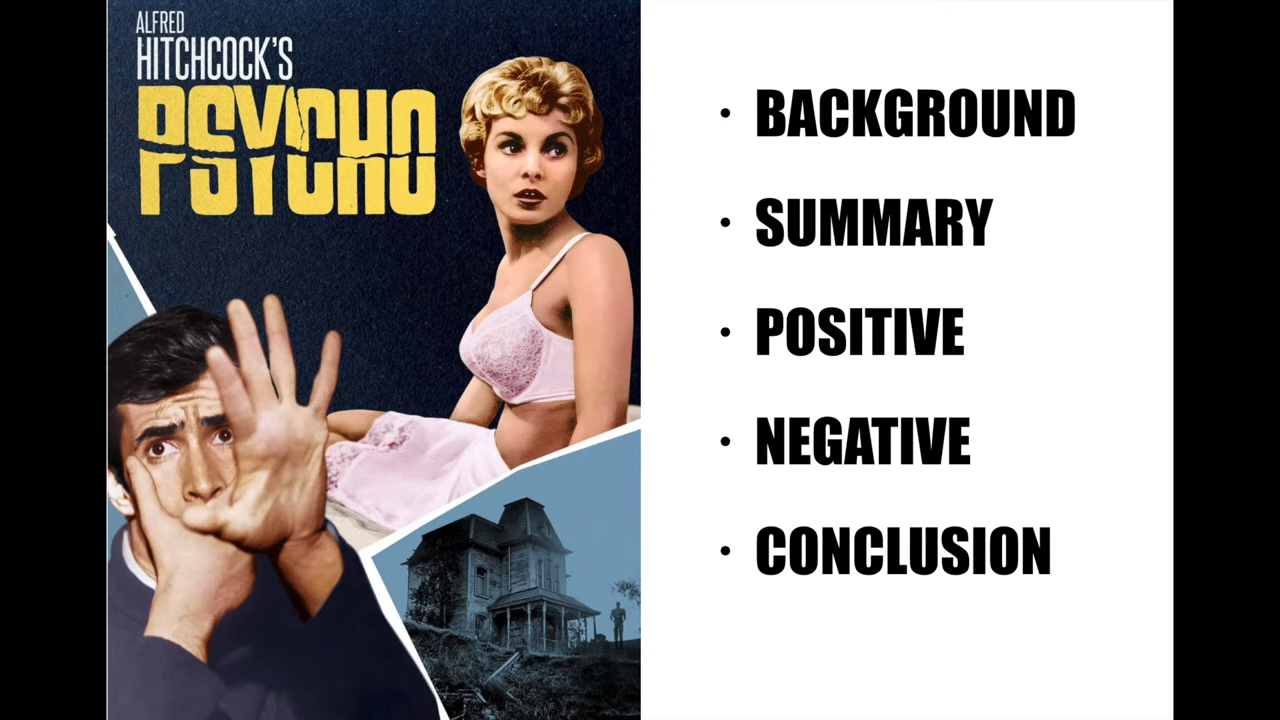 ALFRED
HITCHCOCK'S
PSYCHO
• BACKGROUND
• SUMMARY
• POSITIVE
• NEGATIVE
• CONCLUSION